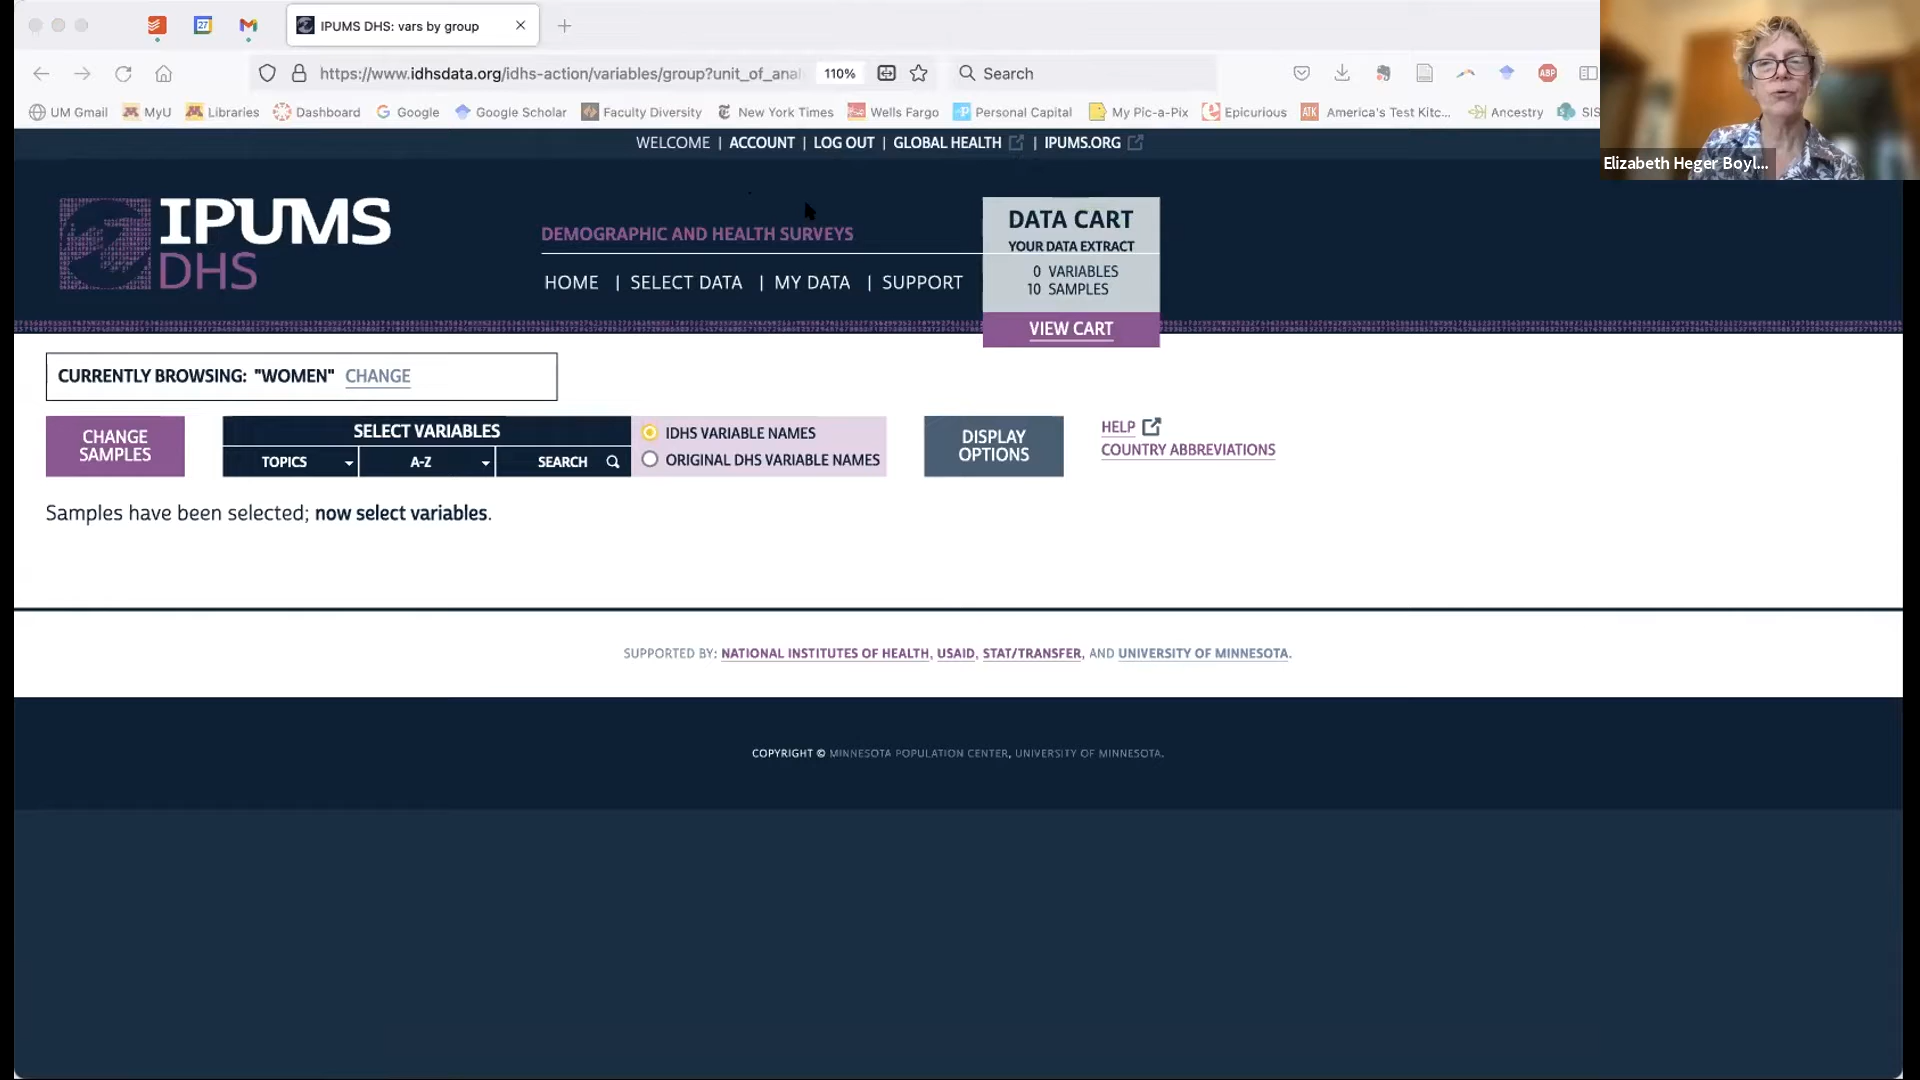 27
IPUMS DHS: vars by group
https://www.idhsdata.org/idhs-action/variables/group?unit_of_anal
110%
Search
ABP
UM Gmail
MyU
Libraries
Dashboard
Google
Google Scholar
Faculty Diversity
New York Times
Wells Fargo
Personal Capital
My Pic-a-Pix
Epicurious
ATK
America's Test Kitc...
Ancestry
SIS
Elizabeth Heger Boyl...
WELCOME | ACCOUNT | LOG OUT | GLOBAL HEALTH | IPUMS.ORG
IPUMS
DHS
DEMOGRAPHIC AND HEALTH SURVEYS
HOME | SELECT DATA | MY DATA | SUPPORT
DATA CART
YOUR DATA EXTRACT
0 VARIABLES
10 SAMPLES
VIEW CART
CURRENTLY BROWSING: "WOMEN" CHANGE
CHANGE
SAMPLES
SELECT VARIABLES
TOPICS
A-Z
SEARCH
IDHS VARIABLE NAMES
ORIGINAL DHS VARIABLE NAMES
DISPLAY
OPTIONS
HELP
COUNTRY ABBREVIATIONS
Samples have been selected; now select variables.
SUPPORTED BY: NATIONAL INSTITUTES OF HEALTH, USAID, STAT/TRANSFER, AND UNIVERSITY OF MINNESOTA.
COPYRIGHT © MINNESOTA POPULATION CENTER, UNIVERSITY OF MINNESOTA.